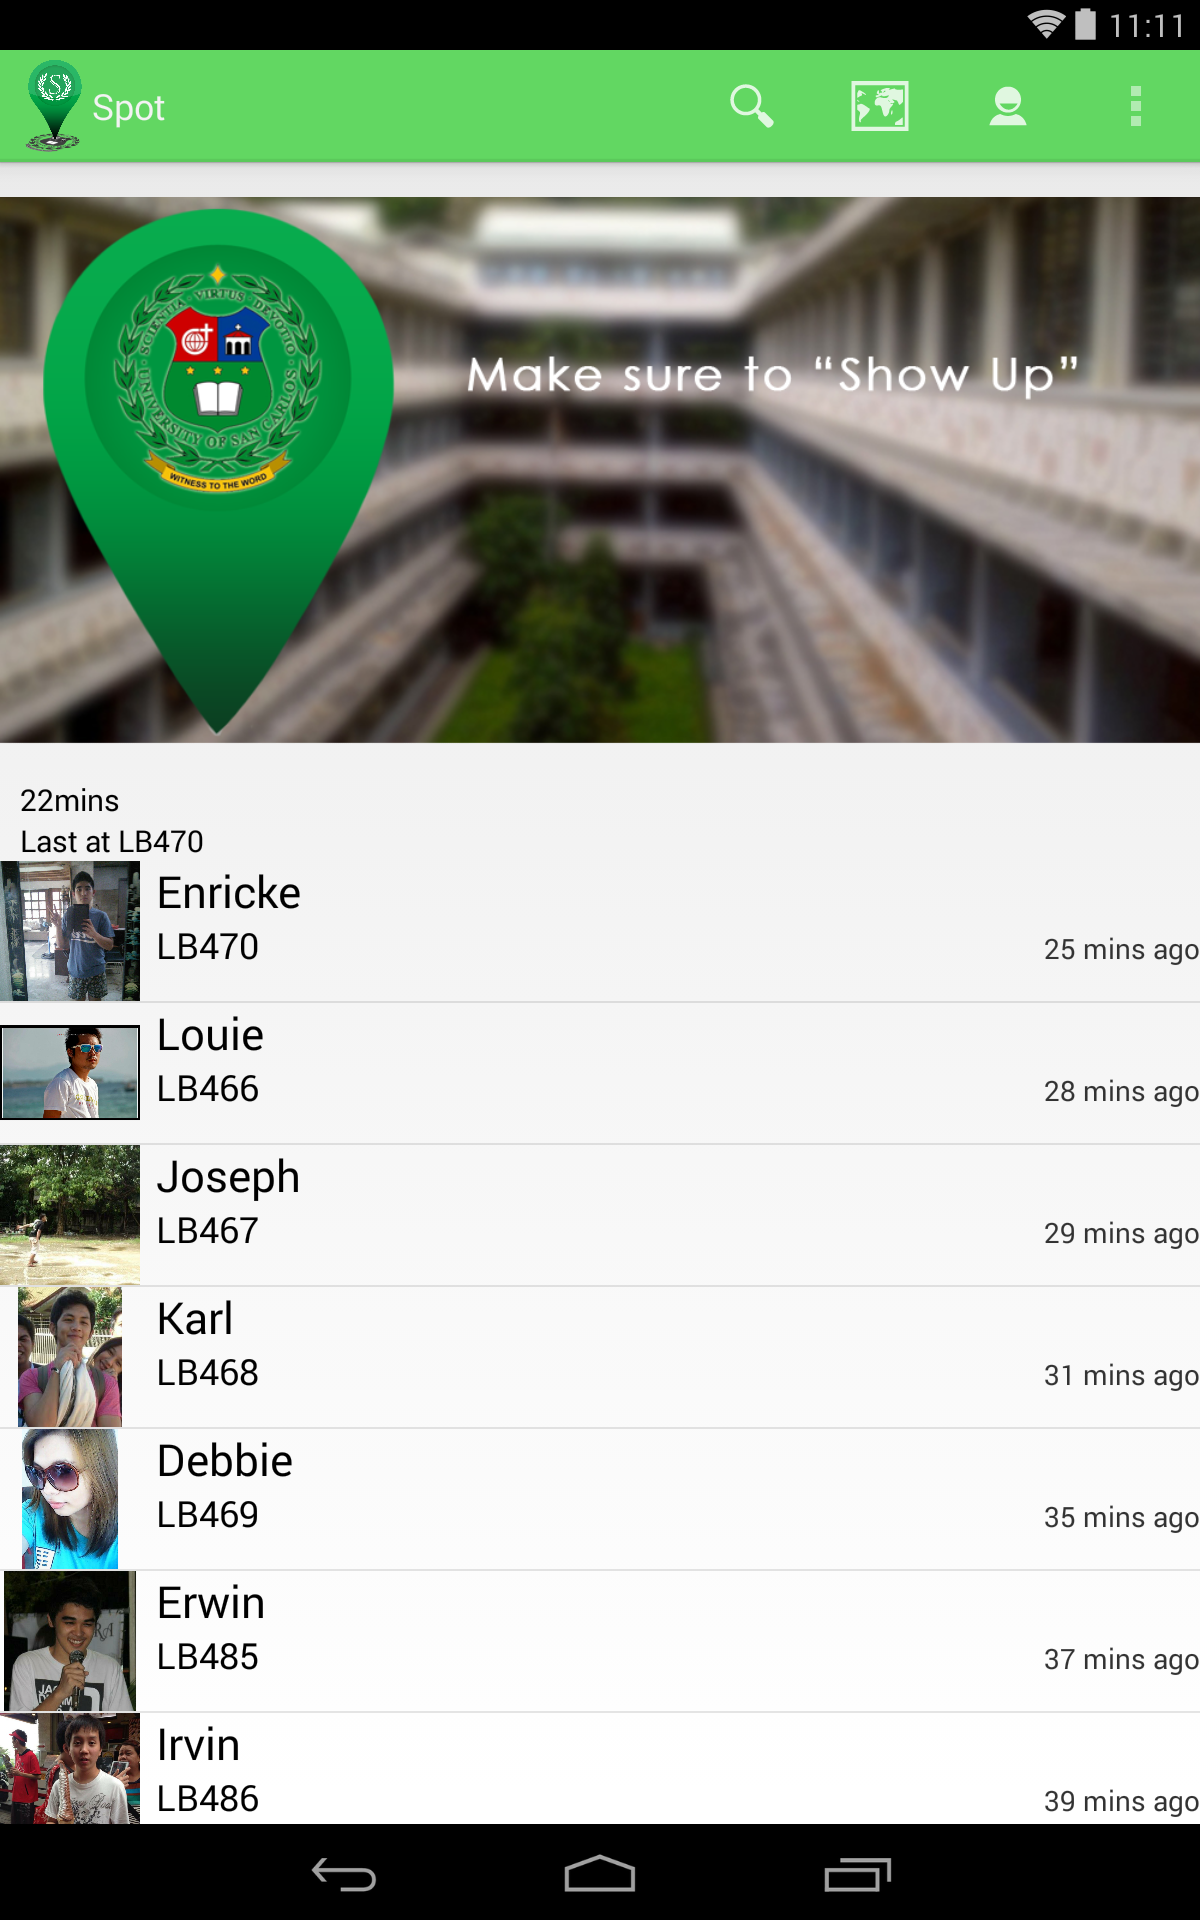 11:11
S
Spot
SCIENTIA · VIRTUS · DEVOTIO
· UNIVERSITY OF SAN CARLOS ·
WITNESS TO THE WORD
Make sure to “Show Up”
22mins
Last at LB470
Enricke
LB470
25 mins ago
Louie
LB466
28 mins ago
Joseph
LB467
29 mins ago
Karl
LB468
31 mins ago
Debbie
LB469
35 mins ago
Erwin
LB485
37 mins ago
Irvin
LB486
39 mins ago